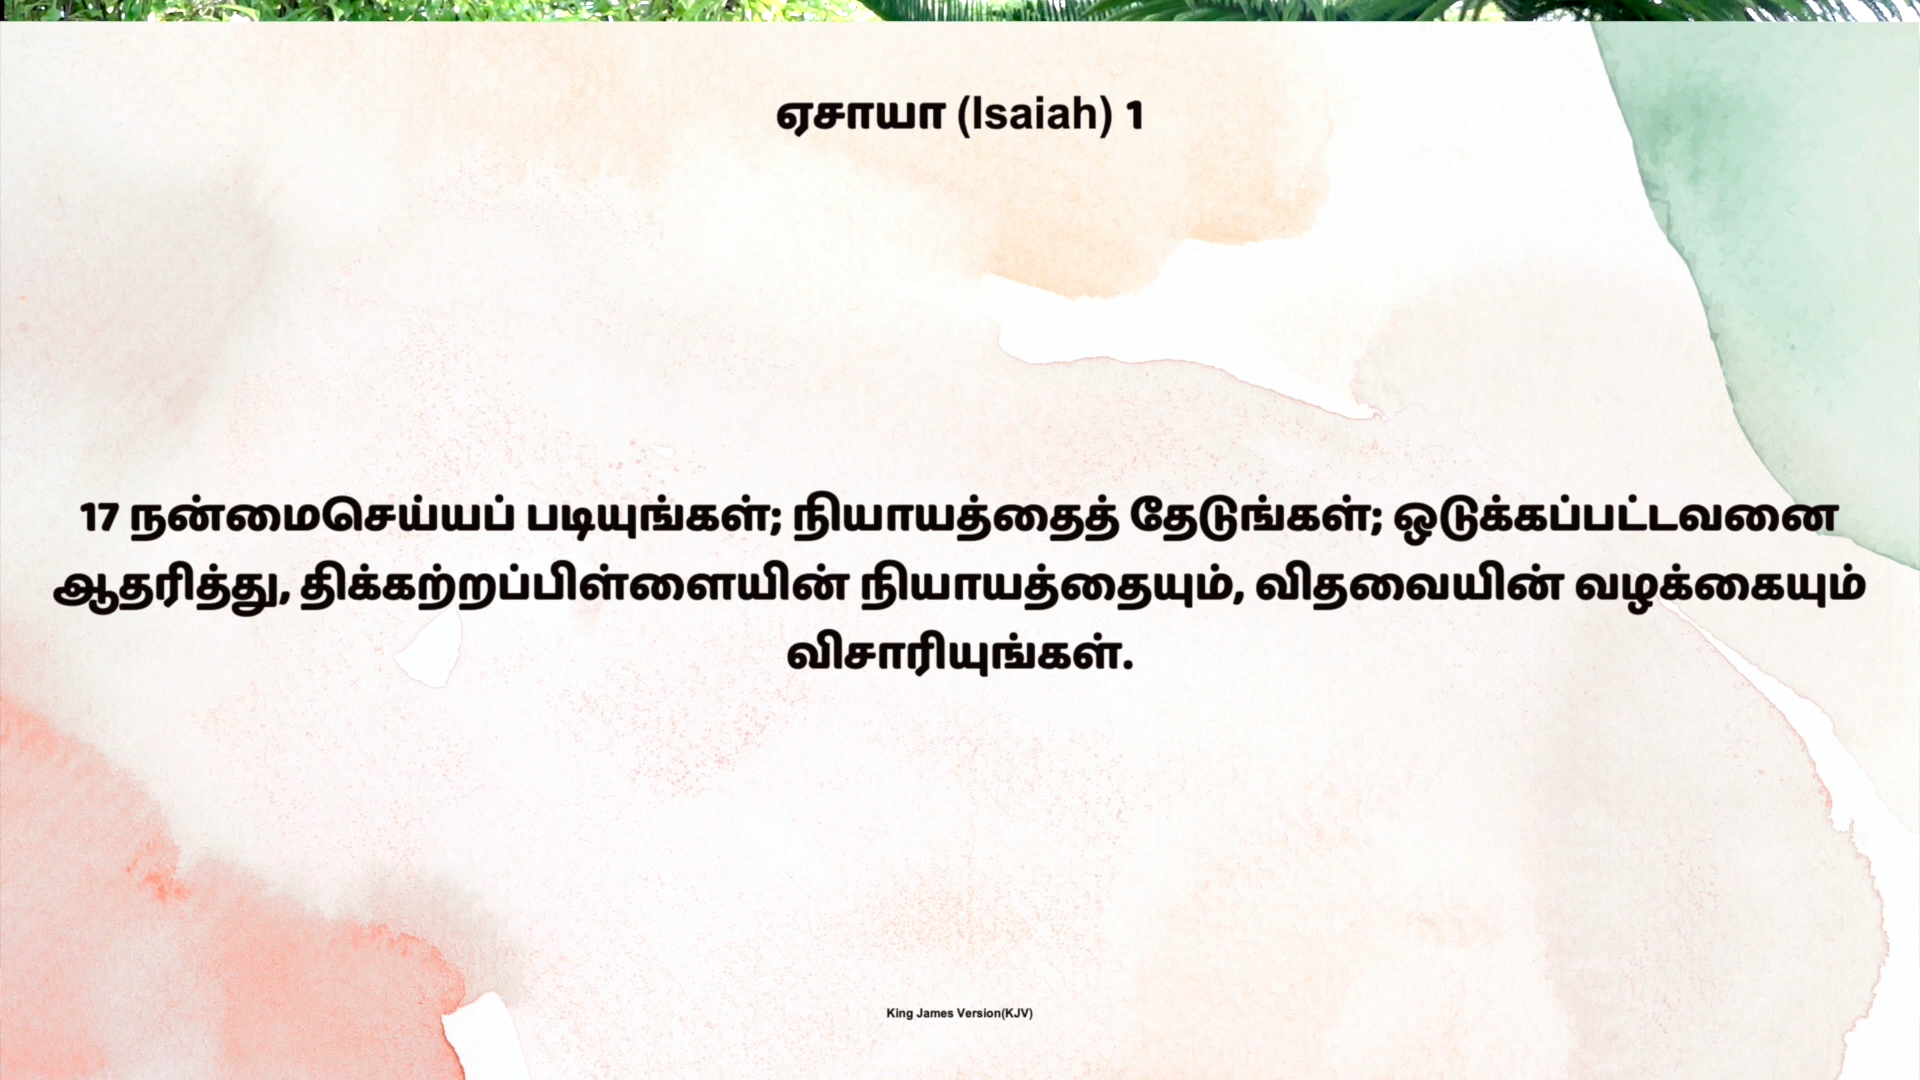 ஏசாயா (Isaiah) 1
17 நன்மைசெய்யப் படியுங்கள்; நியாயத்தைத் தேடுங்கள்; ஒடுக்கப்பட்டவனை
ஆதரித்து, திக்கற்றப்பிள்ளையின் நியாயத்தையும், விதவையின் வழக்கையும்
விசாரியுங்கள்.
King James Version(KJV)